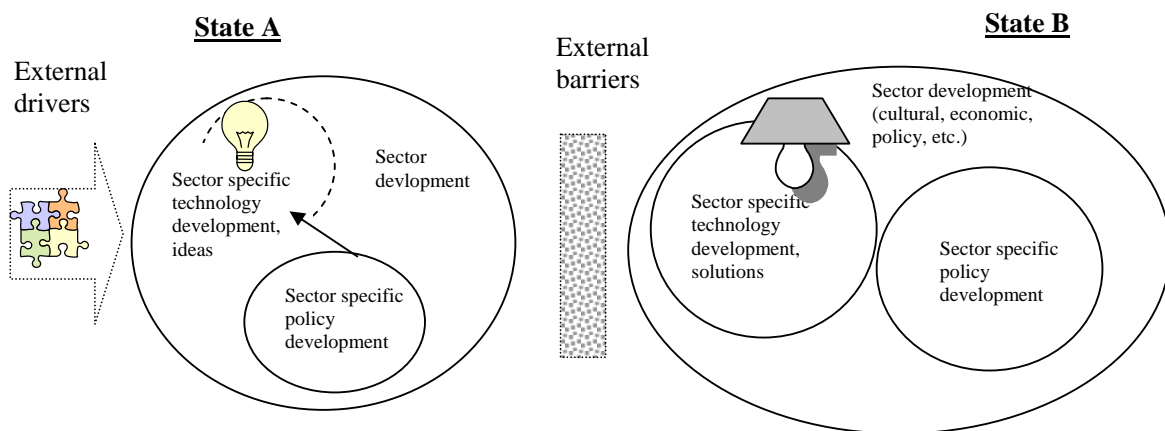 State A
External
drivers
Sector specific
technology
development,
ideas
Sector
devlopment
Sector specific
policy
development
External
barriers
State B
Sector development
(cultural, economic,
policy, etc.)
Sector specific
technology
development,
solutions
Sector specific
policy
development